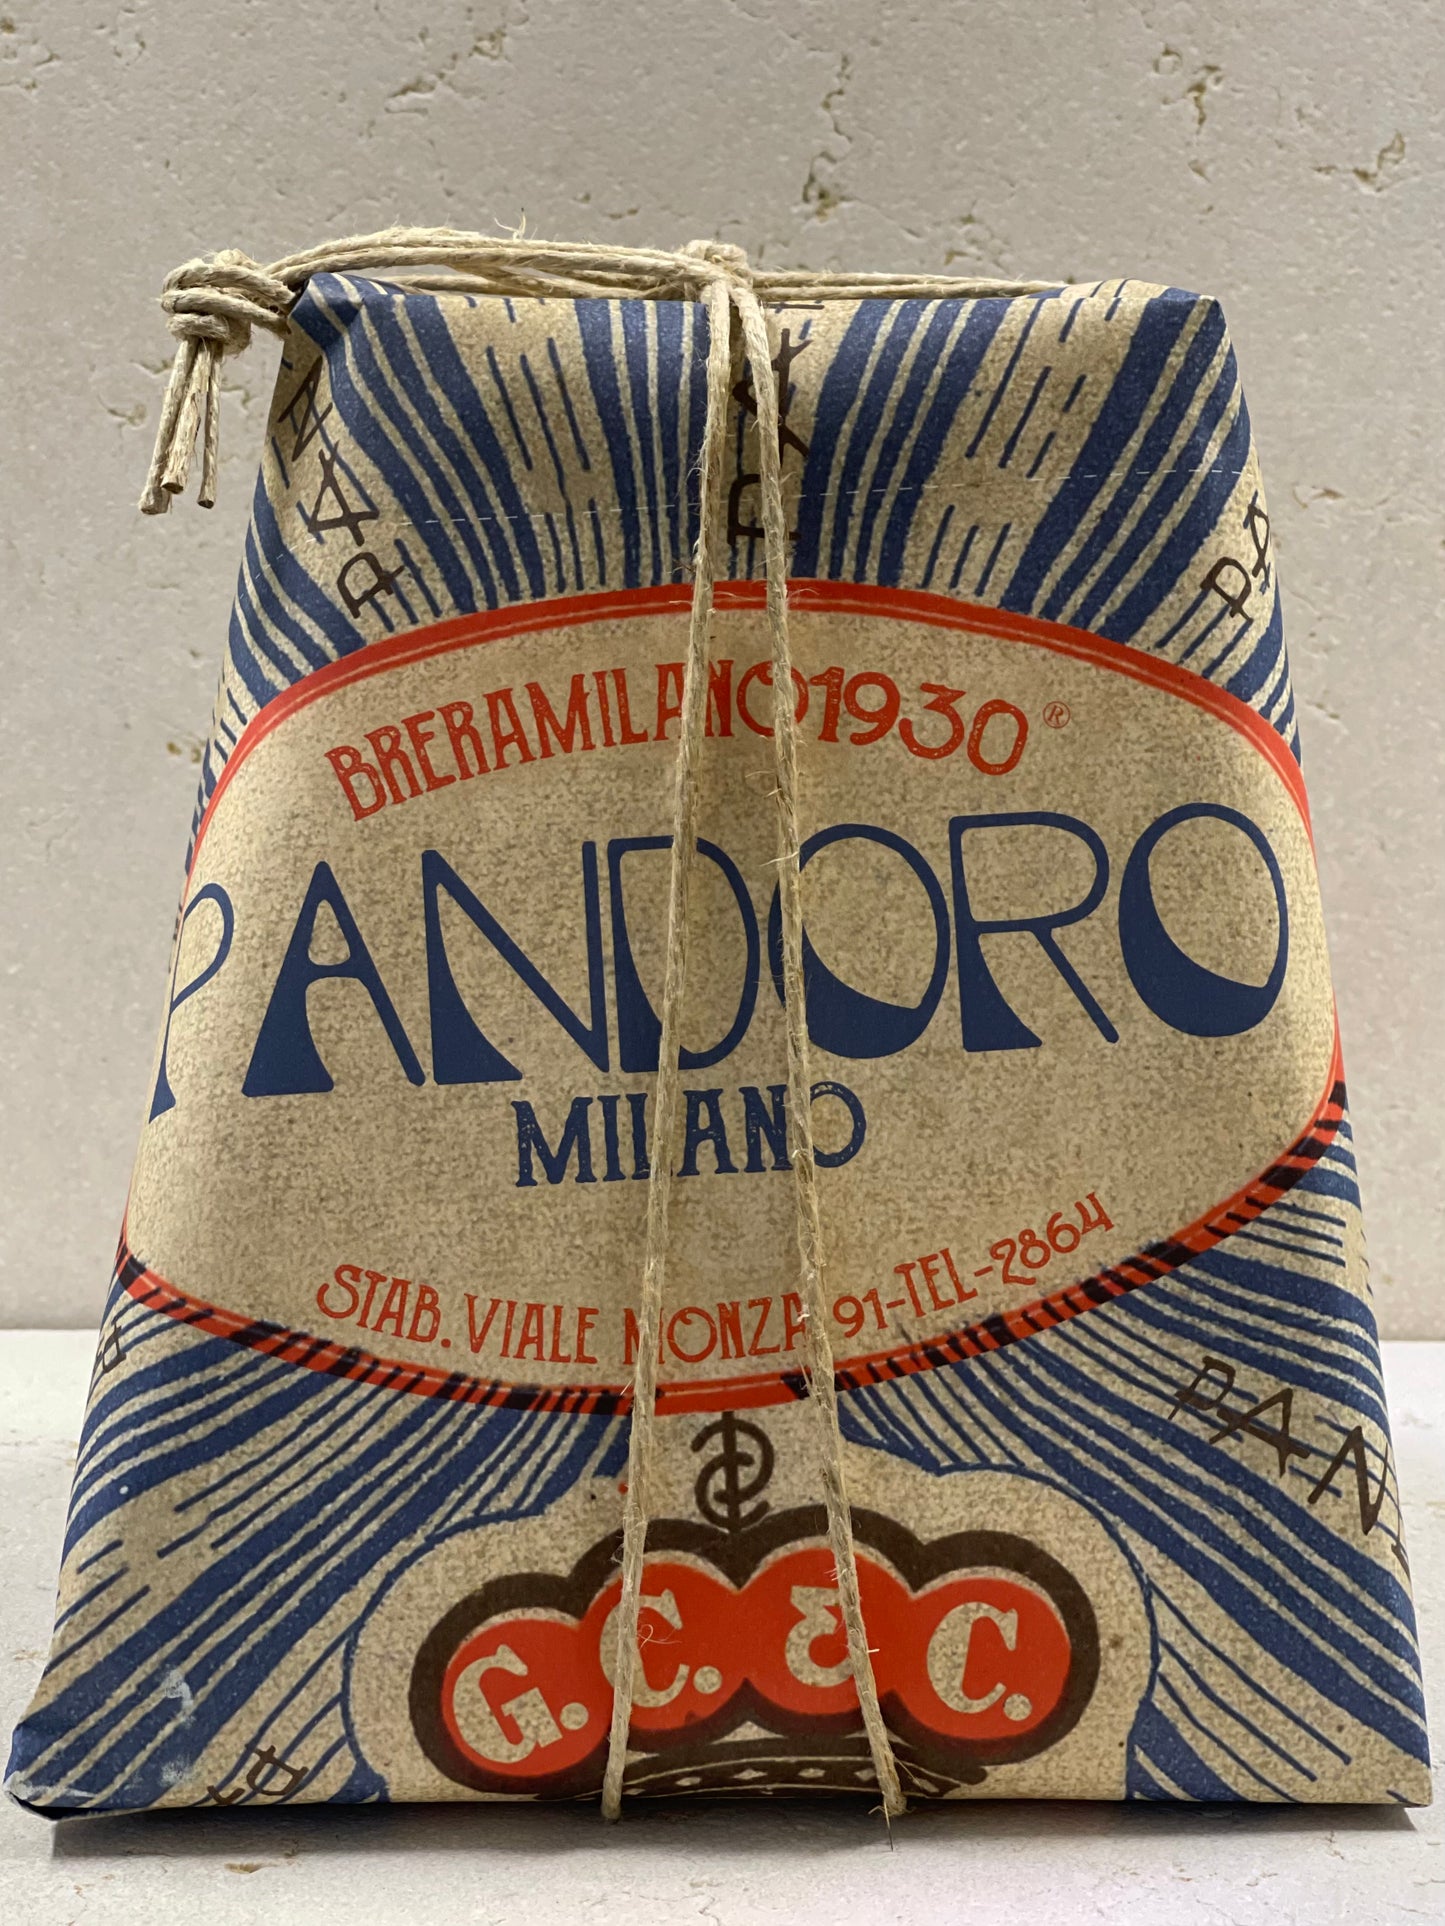 BRERAMILANO1930®
PANDORO
MILANO
STAB. VIALE MONZA 91-TEL-2864
G. C. & C.